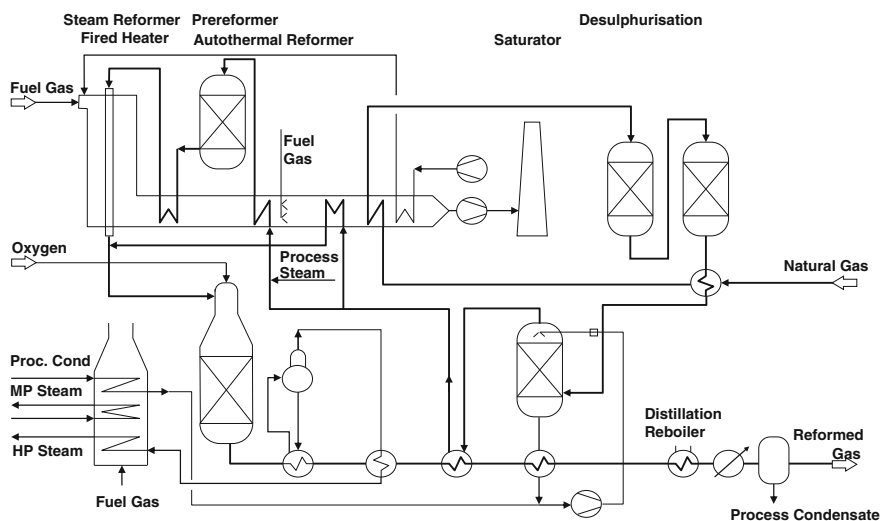 Steam Reformer
Fired Heater
Prereformer
Autothermal Reformer
Desulphurisation
Saturator
Fuel Gas
Fuel
Gas
Oxygen
Process
Steam
Natural Gas
Proc. Cond
MP Steam
HP Steam
Fuel Gas
Distillation
Reboiler
Reformed
Gas
Process Condensate